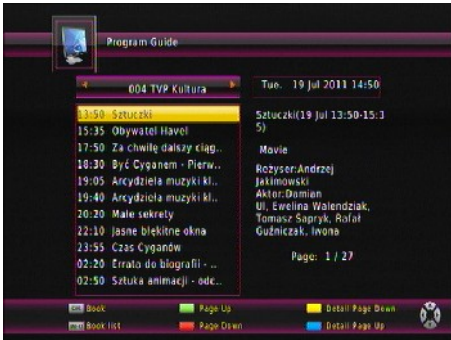 Program Guide
004 TVP Kultura
Tue. 19 Jul 2011 14:50
13:50 Sztuczki
15:35 Obywatel Havel
17:50 Za chwilę dalszy ciąg..
18:30 Być Cyganem - Pierw..
19:05 Arcydzieła muzyki kl..
19:40 Arcydzieła muzyki kl..
20:20 Małe sekrety
22:10 Jasne błękitne okna
23:55 Czas Cyganów
02:20 Errata do biografii - ..
02:50 Sztuka animacji - odc..
Sztuczki(19 Jul 13:50-15:3
5)
Movie
Reżyser:Andrzej
Jakimowski
Aktor:Damian
Ul, Ewelina Walendziak,
Tomasz Sapryk, Rafał
Guźniczak, Iwona
Page: 1/27
Book
Page Up
Detail Page Down
Book list
Page Down
Detail Page Up